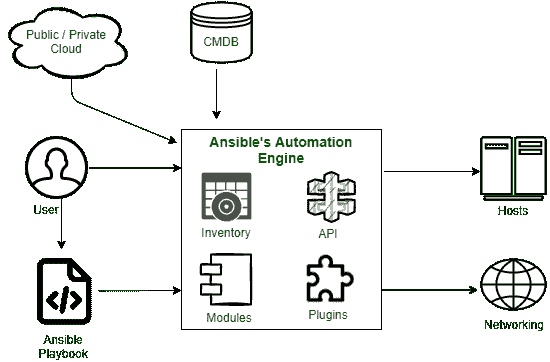 Public / Private
Cloud
CMDB
Ansible's Automation
Engine
User
Inventory
API
Hosts
Modules
Plugins
Ansible
Playbook
Networking